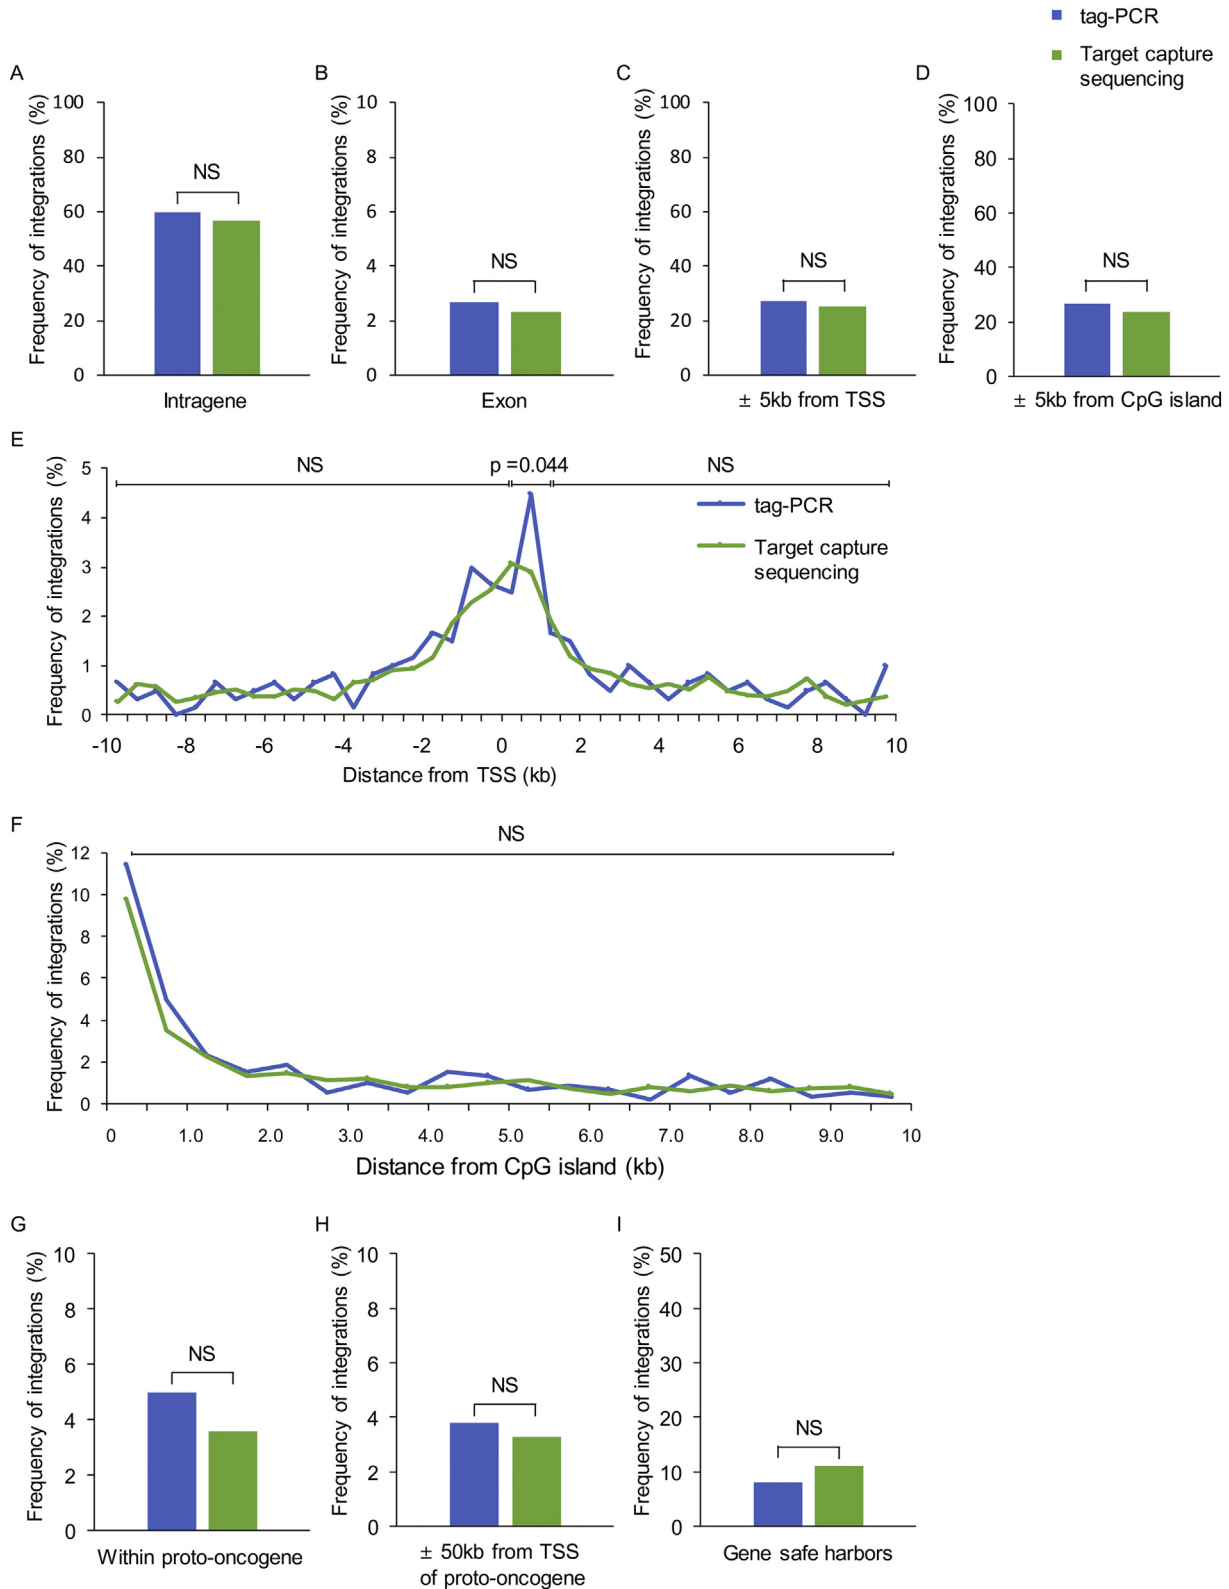 tag-PCR
Target capture
sequencing
A
Frequency of integrations (%)
100
80
60
40
20
0
NS
Intragene
B
Frequency of integrations (%)
10
8
6
4
2
0
NS
Exon
C
Frequency of integrations (%)
100
80
60
40
20
0
NS
± 5kb from TSS
D
Frequency of integrations (%)
100
80
60
40
20
0
NS
± 5kb from CpG island
E
Frequency of integrations (%)
5
4
3
2
1
0
NS
p =0.044
NS
tag-PCR
Target capture
sequencing
-10 -8 -6 -4 -2 0 2 4 6 8 10
Distance from TSS (kb)
F
Frequency of integrations (%)
12
10
8
6
4
2
0
NS
0 1.0 2.0 3.0 4.0 5.0 6.0 7.0 8.0 9.0 10
Distance from CpG island (kb)
G
Frequency of integrations (%)
10
8
6
4
2
0
NS
Within proto-oncogene
H
Frequency of integrations (%)
10
8
6
4
2
0
NS
± 50kb from TSS
of proto-oncogene
I
Frequency of integrations (%)
50
40
30
20
10
0
NS
Gene safe harbors